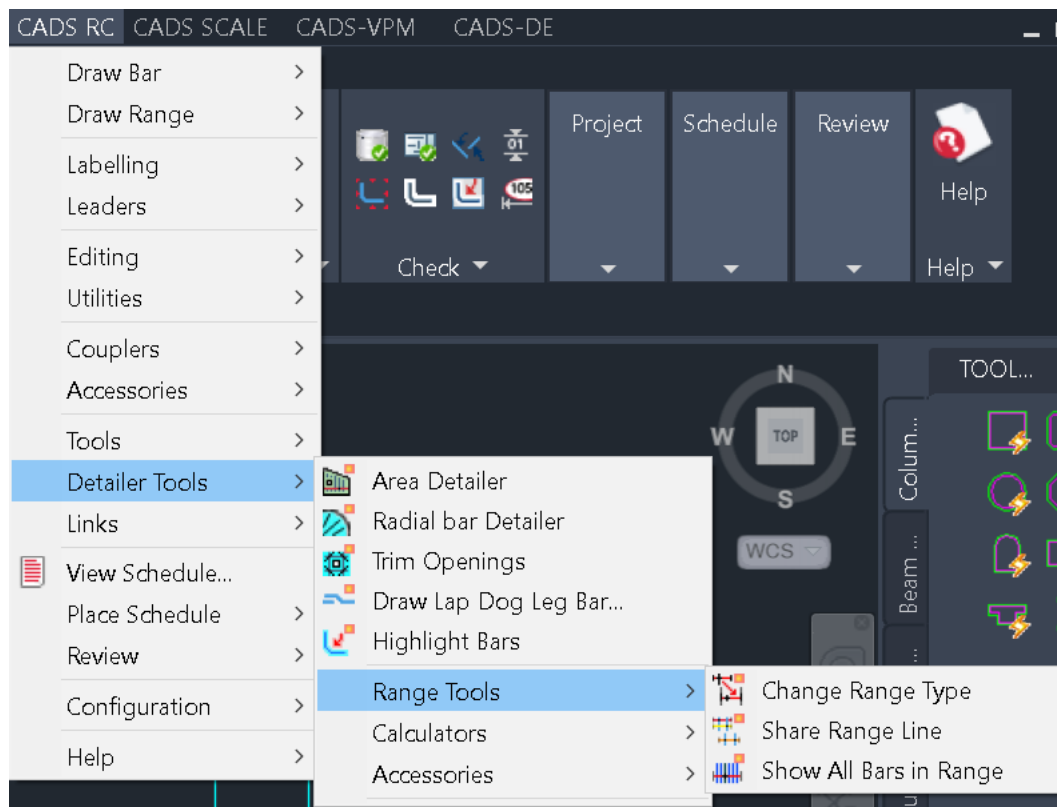 CADS RC CADS SCALE CADS-VPM CADS-DE
Draw Bar
Draw Range
Labelling
Leaders
Editing
Utilities
Couplers
Accessories
Tools
Detailer Tools
Links
View Schedule...
Place Schedule
Review
Configuration
Help
01
105
Check
Project
Schedule
Review
Help
Help
N
W TOP E
S
WCS
TOOL...
Colum...
Beam ...
Area Detailer
Radial bar Detailer
Trim Openings
Draw Lap Dog Leg Bar...
Highlight Bars
Range Tools
Calculators
Accessories
Change Range Type
Share Range Line
Show All Bars in Range